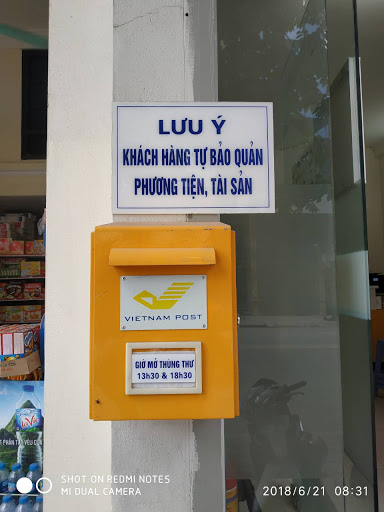 LƯU Ý
KHÁCH HÀNG TỰ BẢO QUẢN
PHƯƠNG TIỆN, TÀI SẢN
VIETNAM POST
GIỜ MỞ THÙNG THƯ
13h30 & 18h30
SHOT ON REDMI NOTE5
MI DUAL CAMERA
2018/6/21 08:31